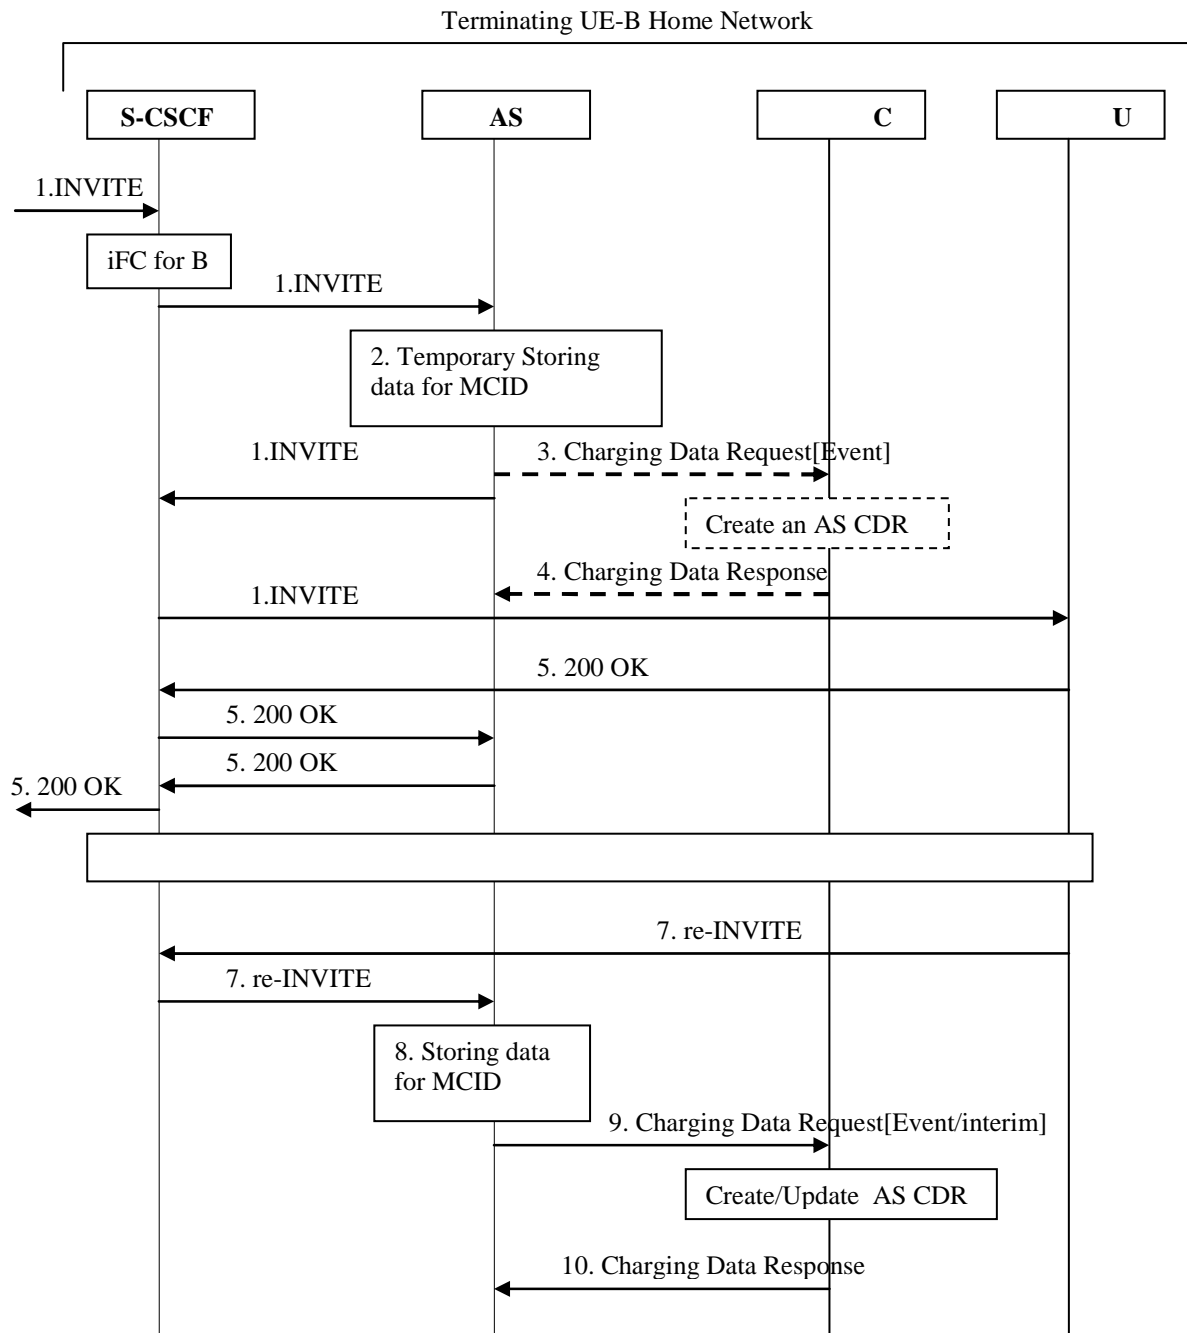 Terminating UE-B Home Network
S-CSCF
AS
C
U
1.INVITE
iFC for B
1.INVITE
2. Temporary Storing
data for MCID
1.INVITE
3. Charging Data Request[Event]
Create an AS CDR
4. Charging Data Response
1.INVITE
5. 200 OK
5. 200 OK
5. 200 OK
5. 200 OK
7. re-INVITE
7. re-INVITE
8. Storing data
for MCID
9. Charging Data Request[Event/interim]
Create/Update AS CDR
10. Charging Data Response